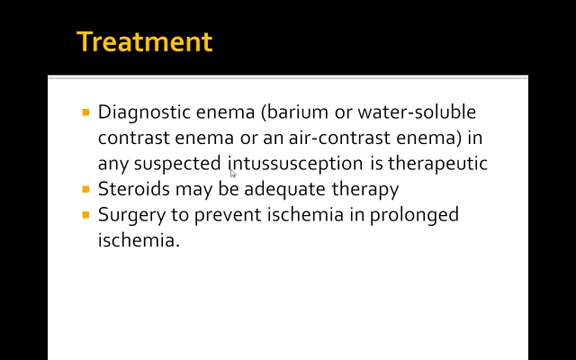 Treatment
Diagnostic enema (barium or water-soluble
contrast enema or an air-contrast enema) in
any suspected intussusception is therapeutic
Steroids may be adequate therapy
Surgery to prevent ischemia in prolonged
ischemia.